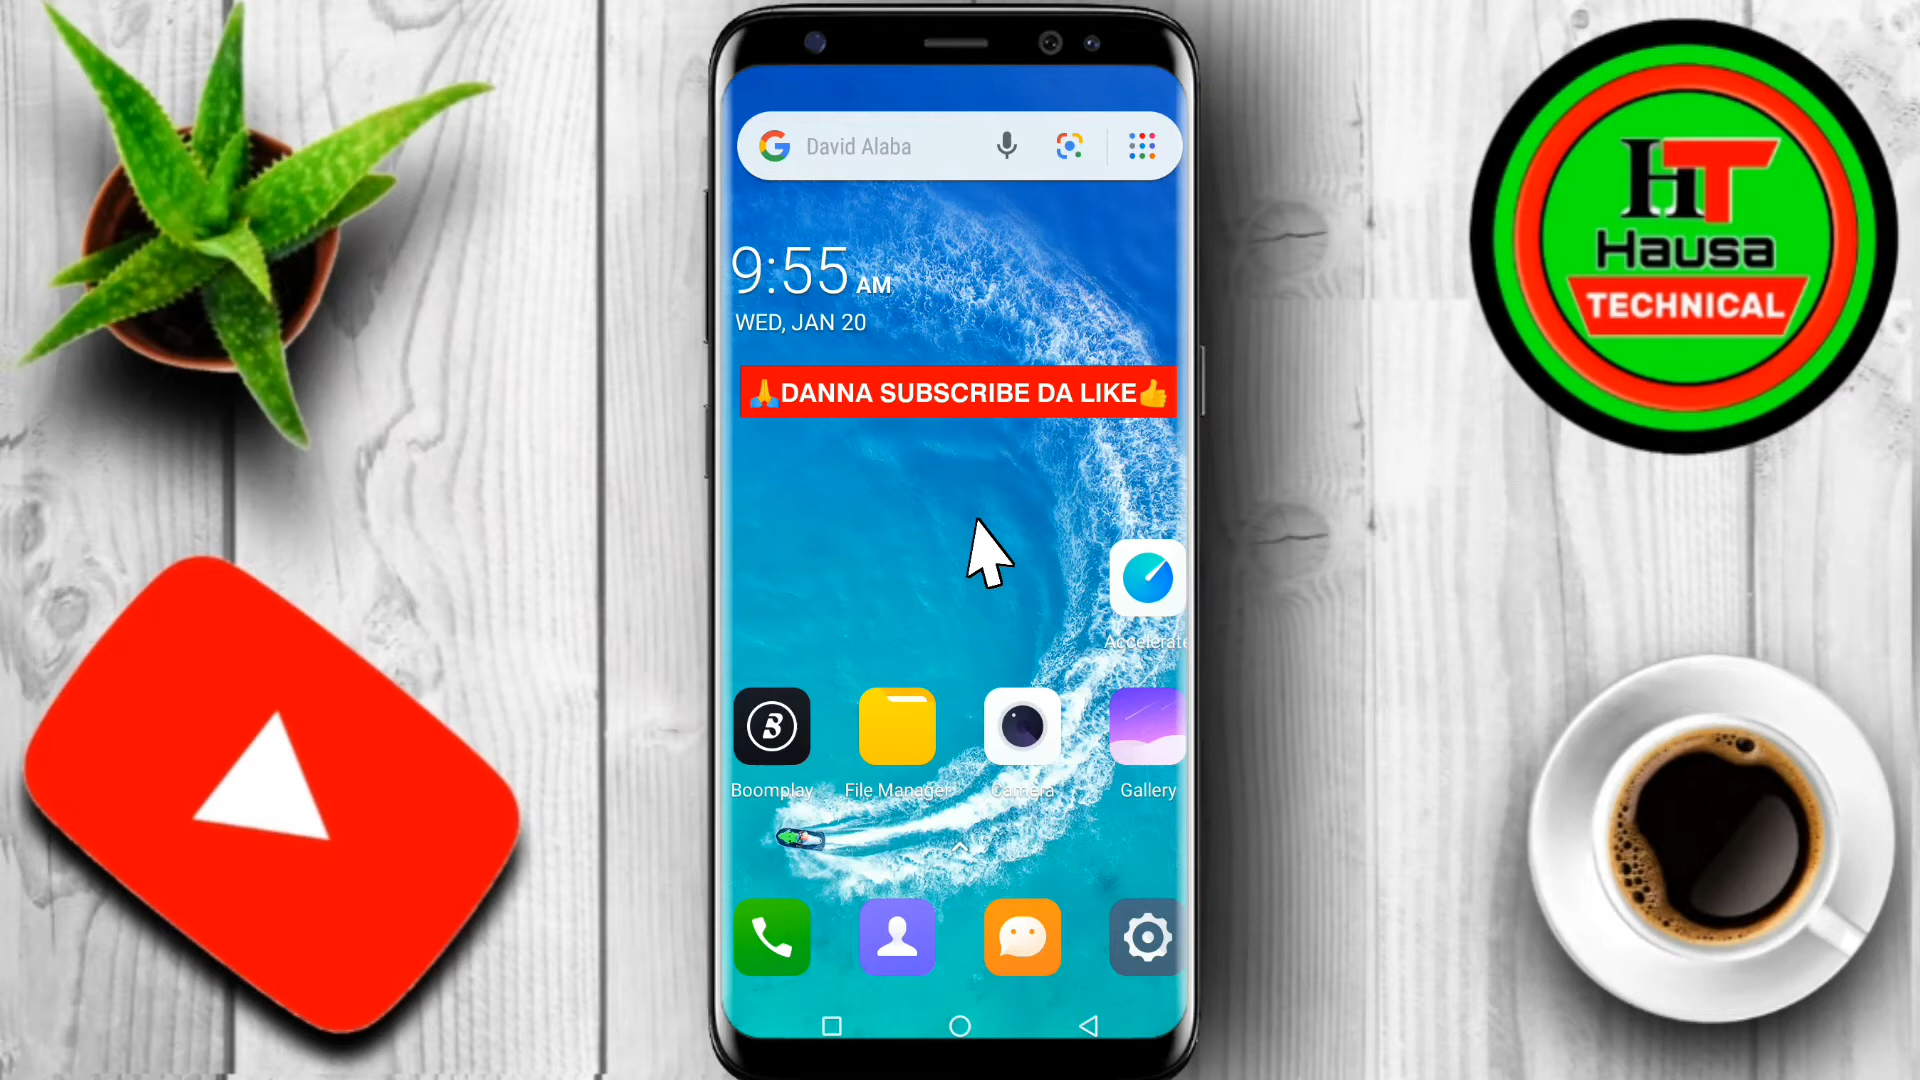 David Alaba
9:55 AM
WED, JAN 20
🙏DANNA SUBSCRIBE DA LIKE👍
Accelerate
Boomplay
File Manager
Camera
Gallery
HT
Hausa
TECHNICAL